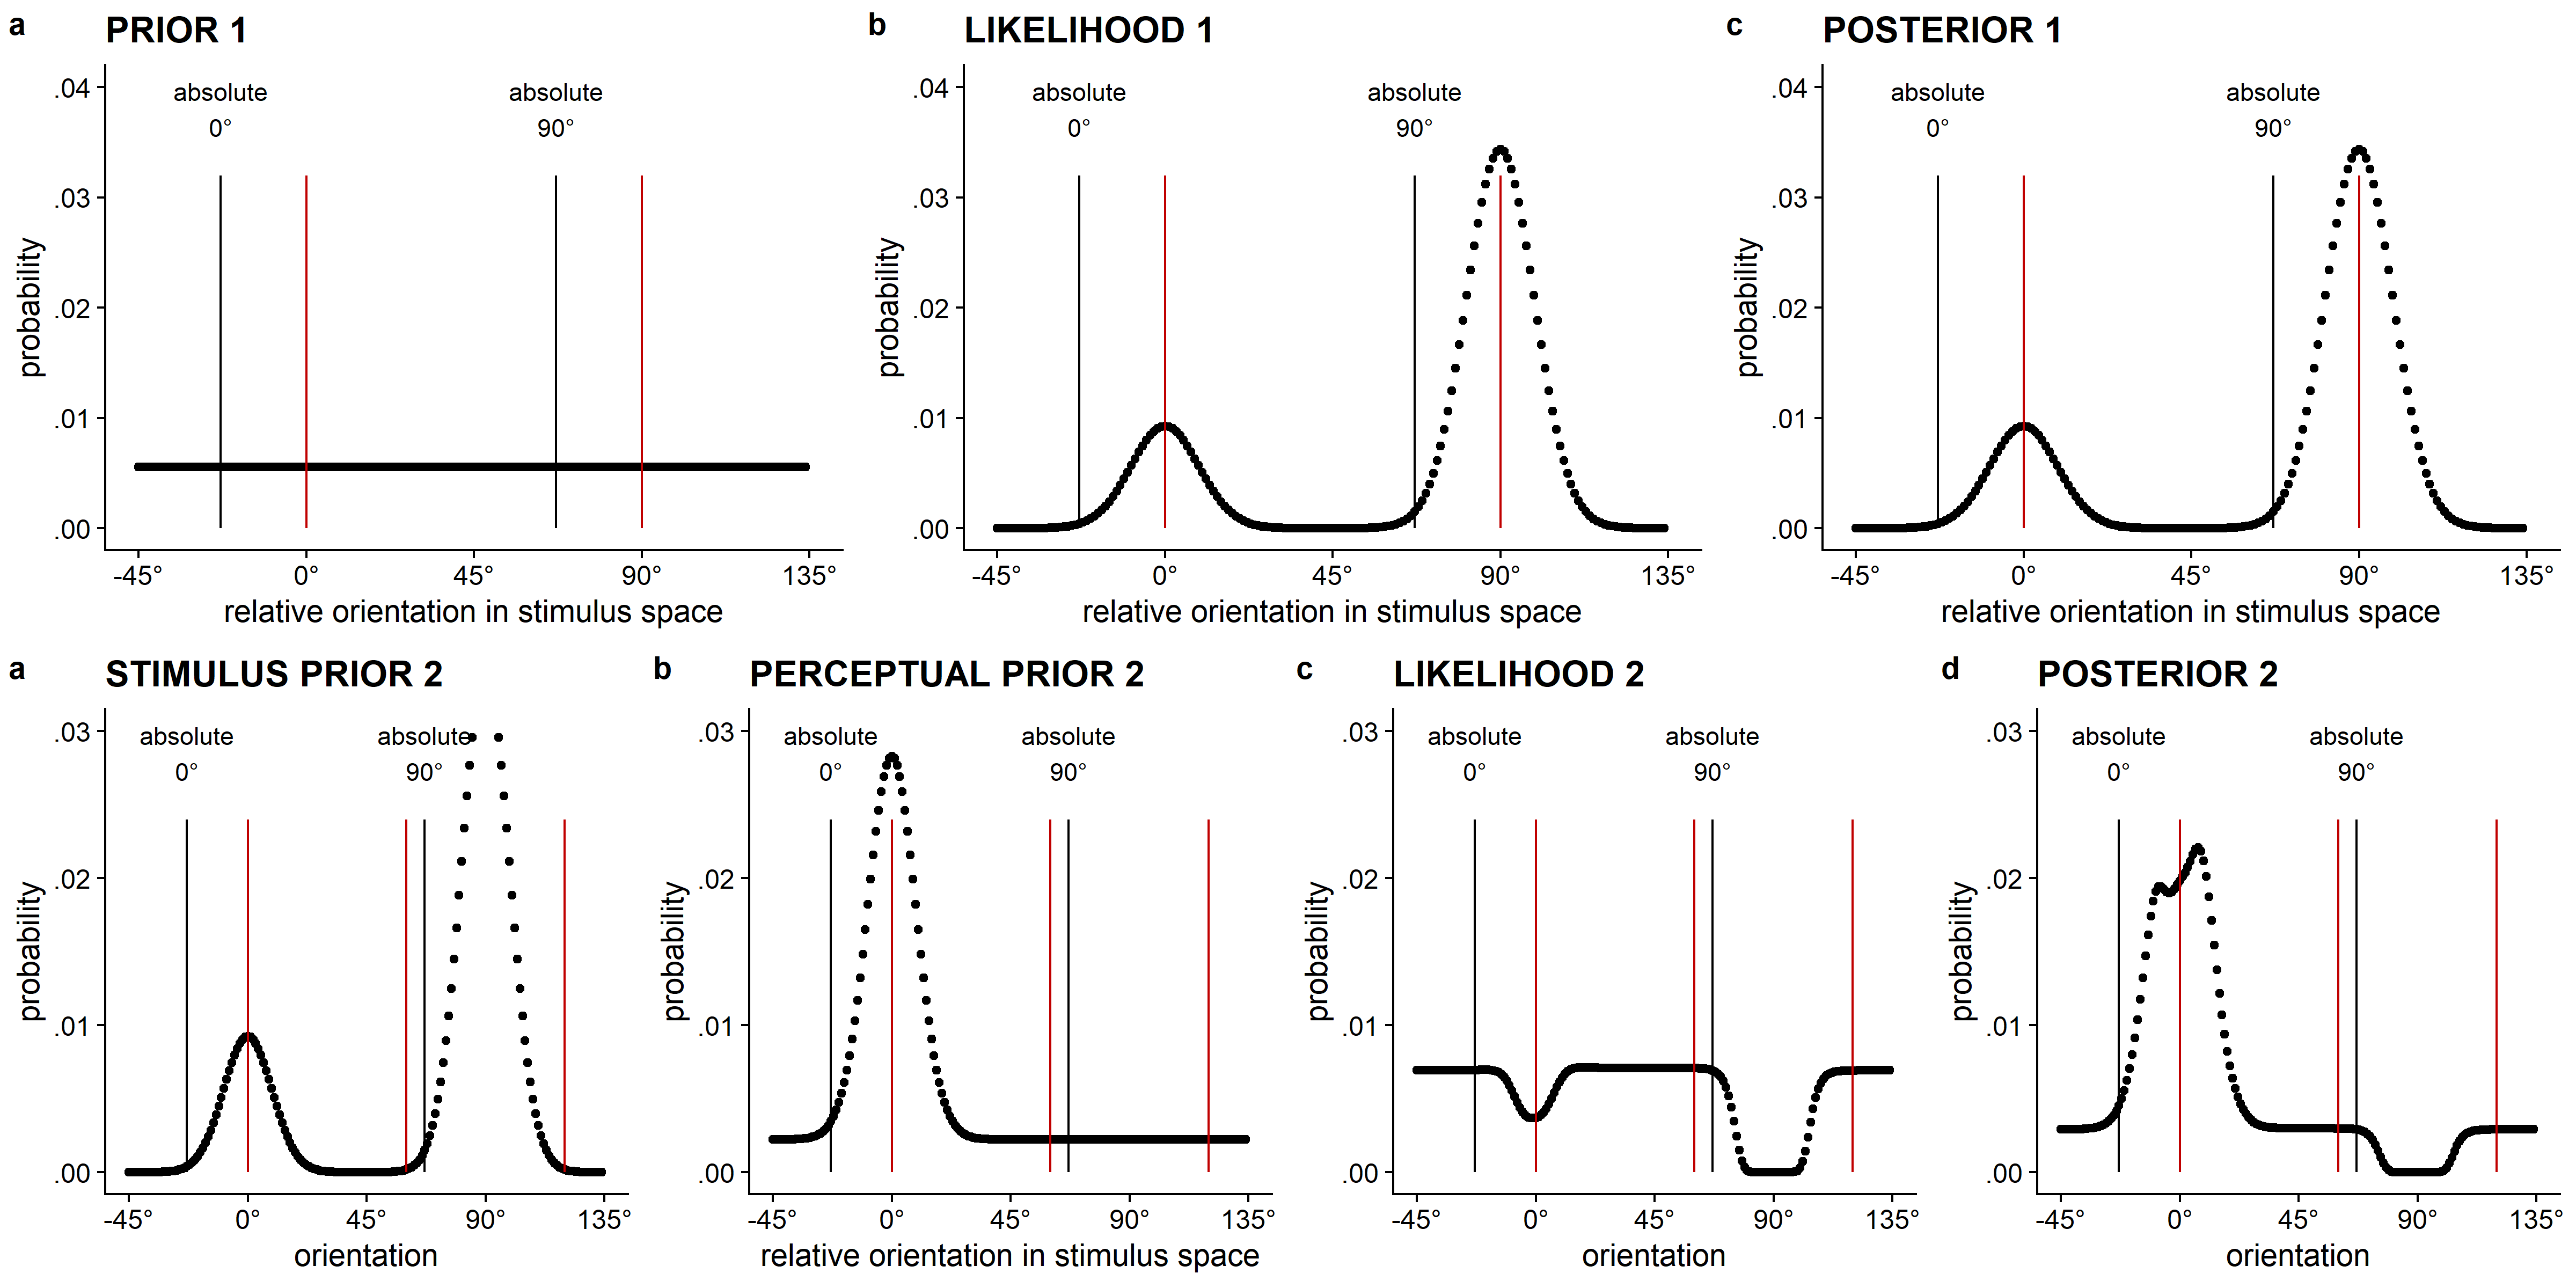 a PRIOR 1
absolute absolute
0° 90°
.04
.03
.02
.01
.00
probability
-45° 0° 45° 90° 135°
relative orientation in stimulus space
b LIKELIHOOD 1
absolute absolute
0° 90°
.04
.03
.02
.01
.00
probability
-45° 0° 45° 90° 135°
relative orientation in stimulus space
c POSTERIOR 1
absolute absolute
0° 90°
.04
.03
.02
.01
.00
probability
-45° 0° 45° 90° 135°
relative orientation in stimulus space
a STIMULUS PRIOR 2
absolute absolute
0° 90°
.03
.02
.01
.00
probability
-45° 0° 45° 90° 135°
orientation
b PERCEPTUAL PRIOR 2
absolute absolute
0° 90°
.03
.02
.01
.00
probability
-45° 0° 45° 90° 135°
relative orientation in stimulus space
c LIKELIHOOD 2
absolute absolute
0° 90°
.03
.02
.01
.00
probability
-45° 0° 45° 90° 135°
orientation
d POSTERIOR 2
absolute absolute
0° 90°
.03
.02
.01
.00
probability
-45° 0° 45° 90° 135°
orientation